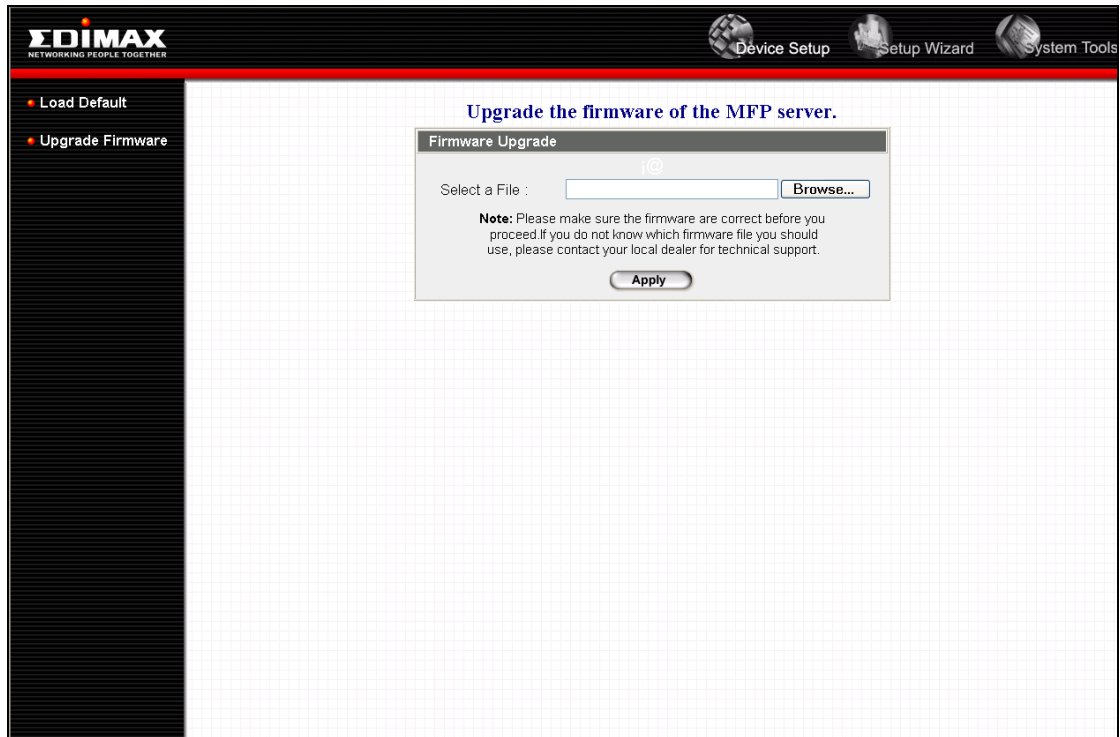 EDIMAX
NETWORKING PEOPLE TOGETHER
Device Setup
Setup Wizard
System Tools
Load Default
Upgrade Firmware
Upgrade the firmware of the MFP server.
Firmware Upgrade
¡@
Select a File :
Browse...
Note: Please make sure the firmware are correct before you
proceed.If you do not know which firmware file you should
use, please contact your local dealer for technical support.
Apply